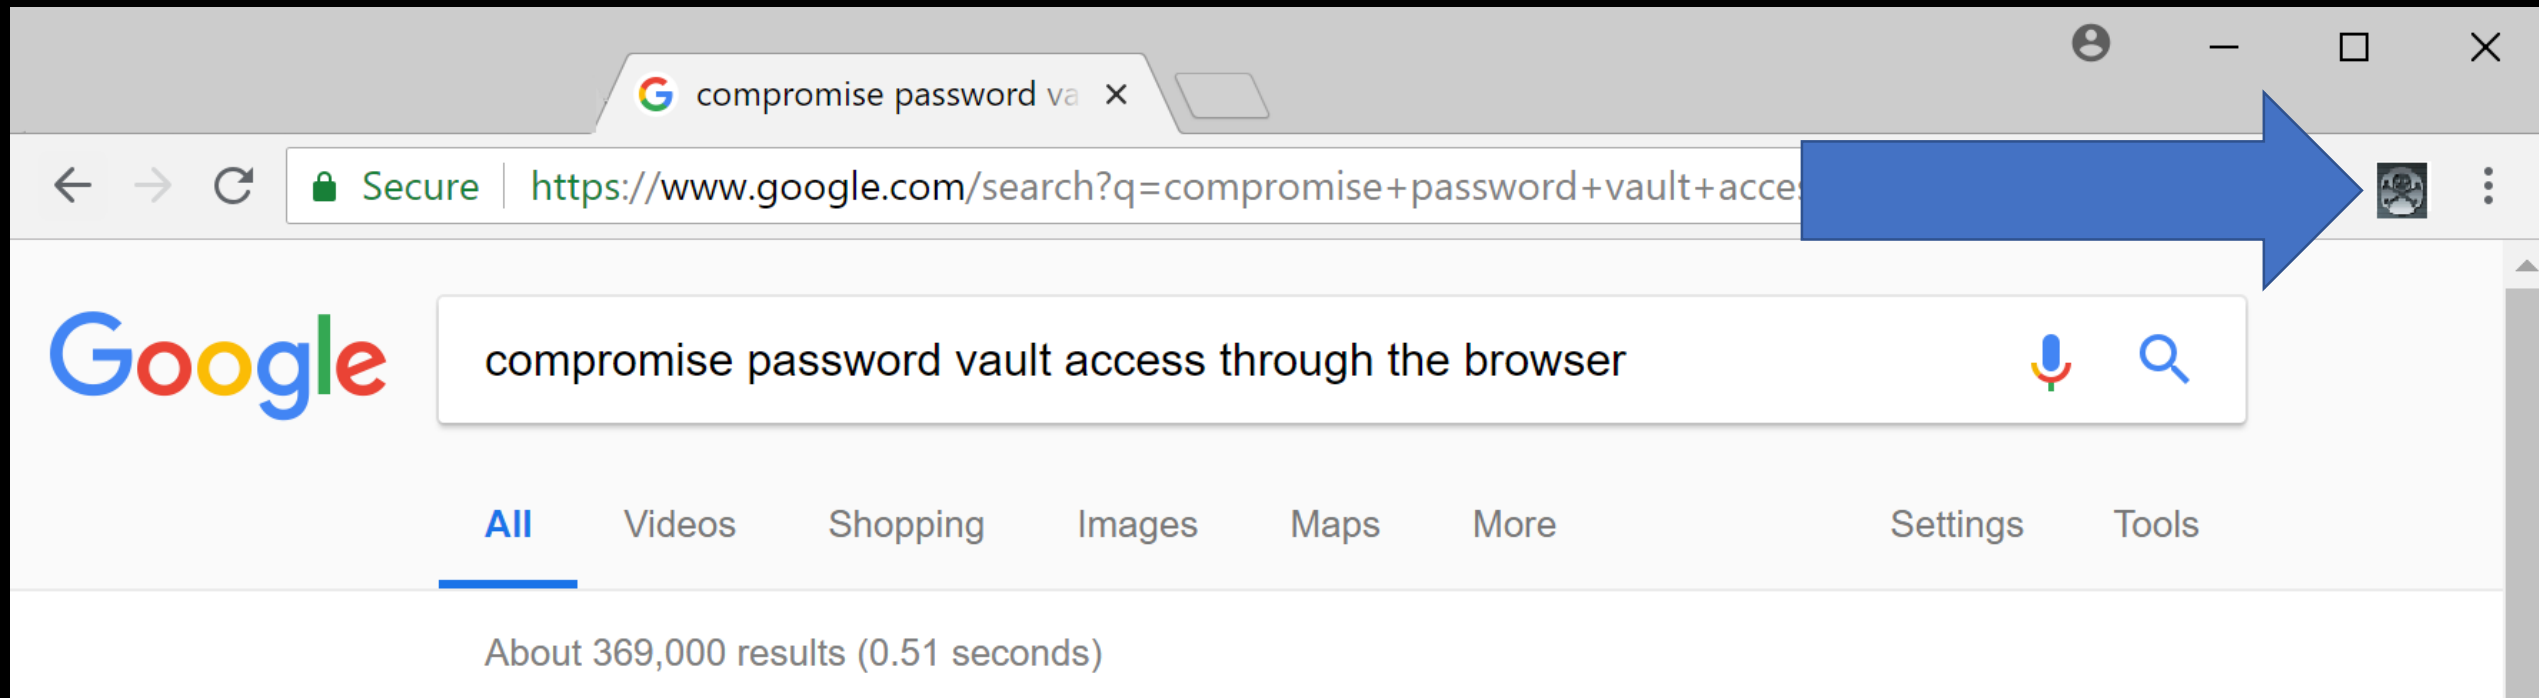 compromise password va
Secure https://www.google.com/search?q=compromise+password+vault+acce
Google
compromise password vault access through the browser
All Videos Shopping Images Maps More Settings Tools
About 369,000 results (0.51 seconds)